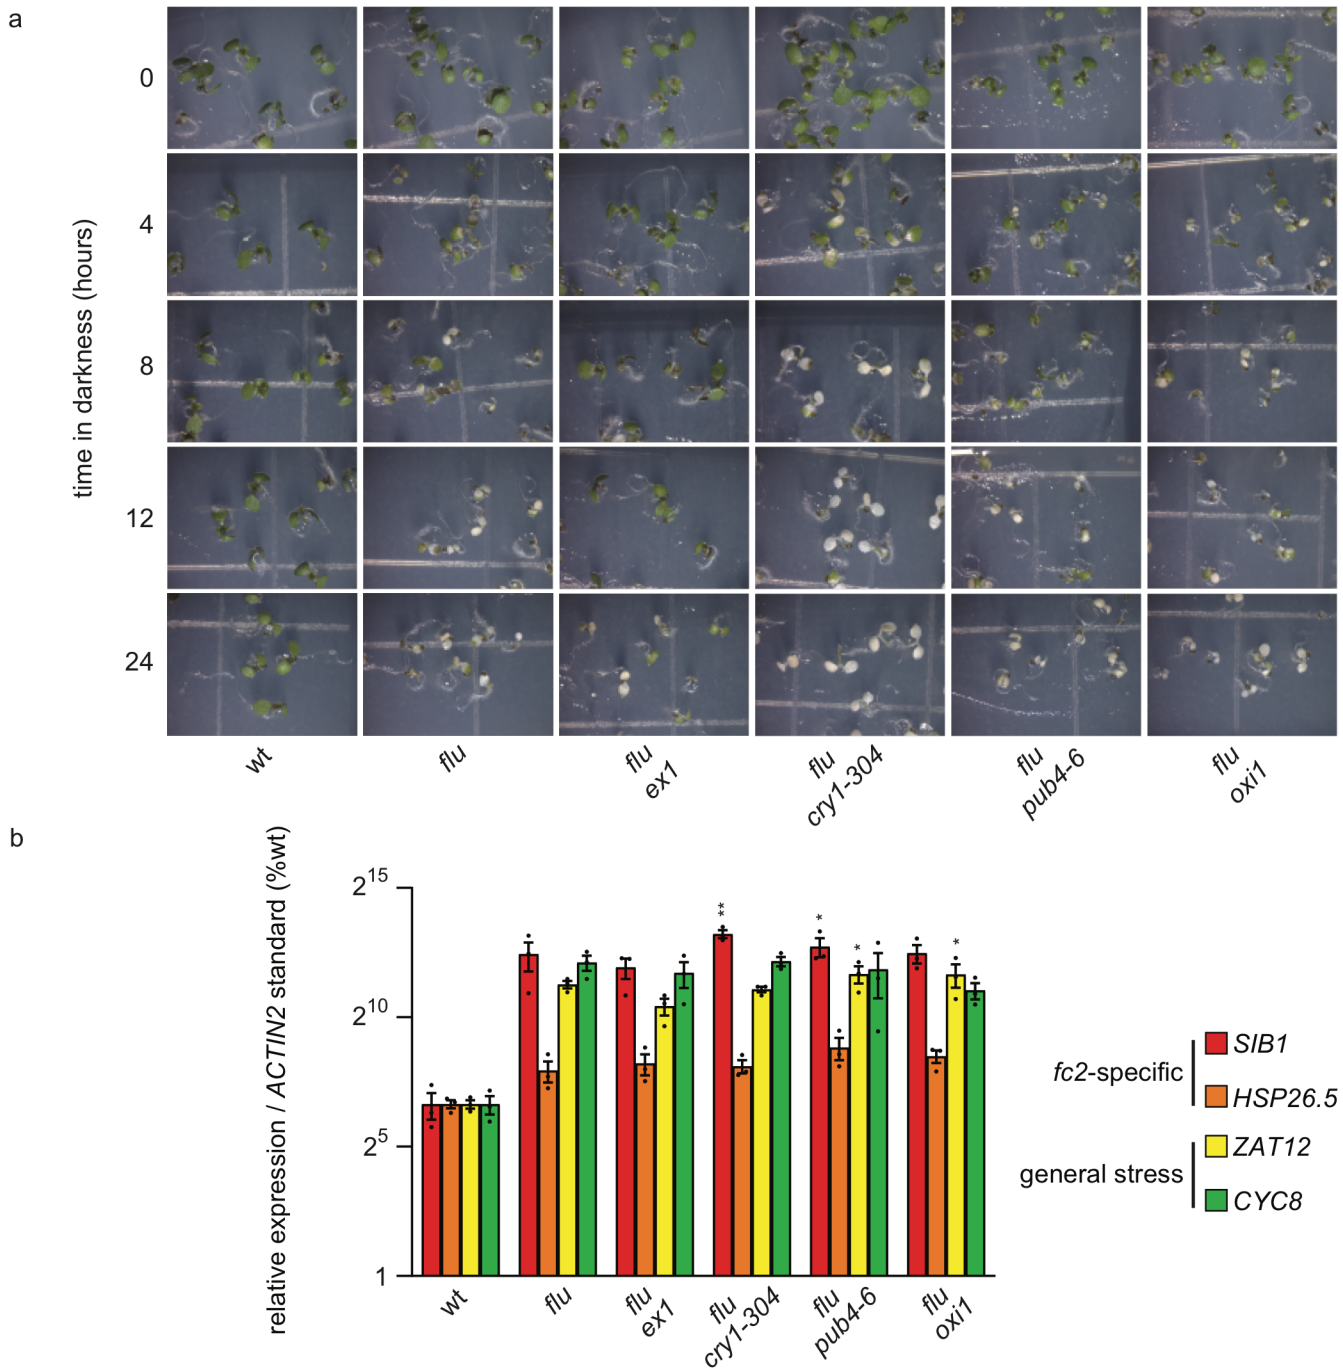 a
time in darkness (hours)
0
4
8
12
24
wt
flu
flu
ex1
flu
cry1-304
flu
pub4-6
flu
oxi1
b
relative expression / ACTIN2 standard (%wt)
2^15
2^10
2^5
1
**
*
*
*
wt
flu
flu
ex1
flu
cry1-304
flu
pub4-6
flu
oxi1
fc2-specific
SIB1
HSP26.5
general stress
ZAT12
CYC8